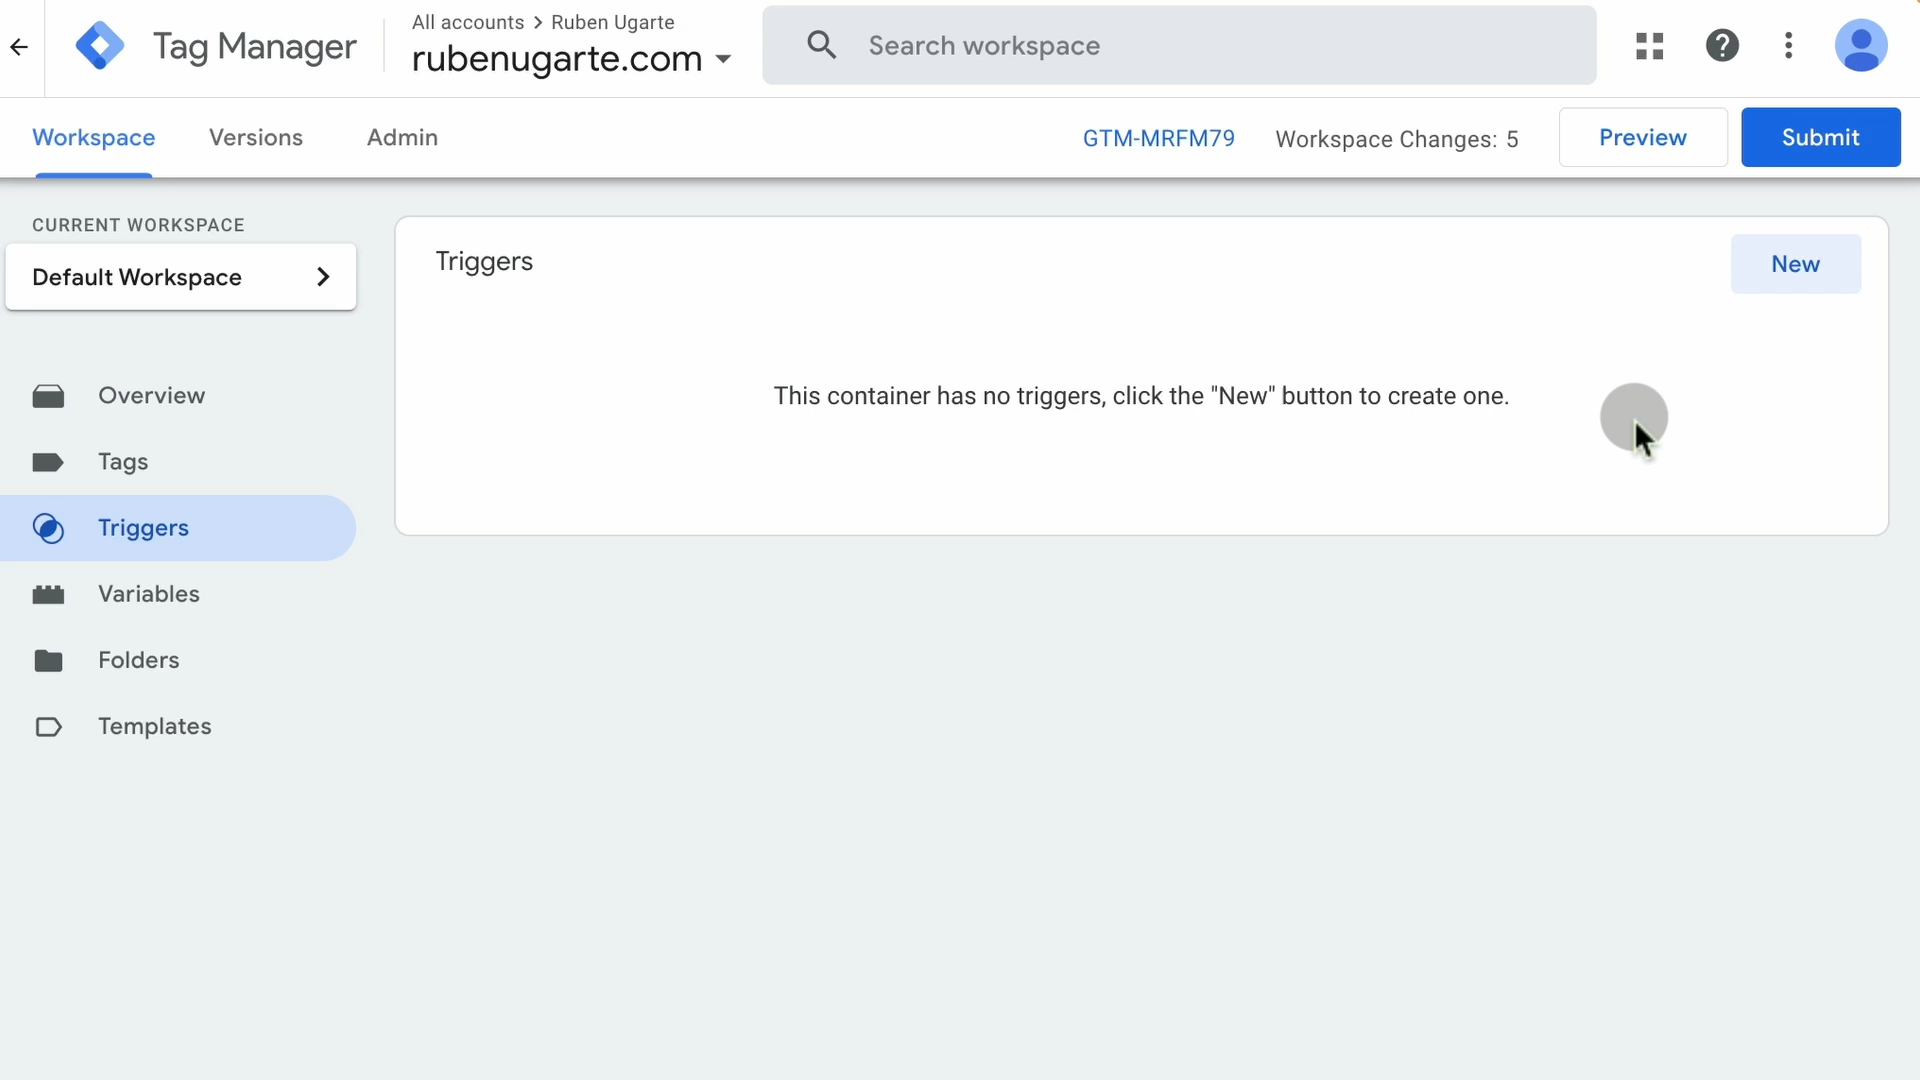 Tag Manager
All accounts > Ruben Ugarte
rubenugarte.com
Search workspace
Workspace
Versions
Admin
GTM-MRFM79
Workspace Changes: 5
Preview
Submit
CURRENT WORKSPACE
Default Workspace
Overview
Tags
Triggers
Variables
Folders
Templates
Triggers
New
This container has no triggers, click the "New" button to create one.